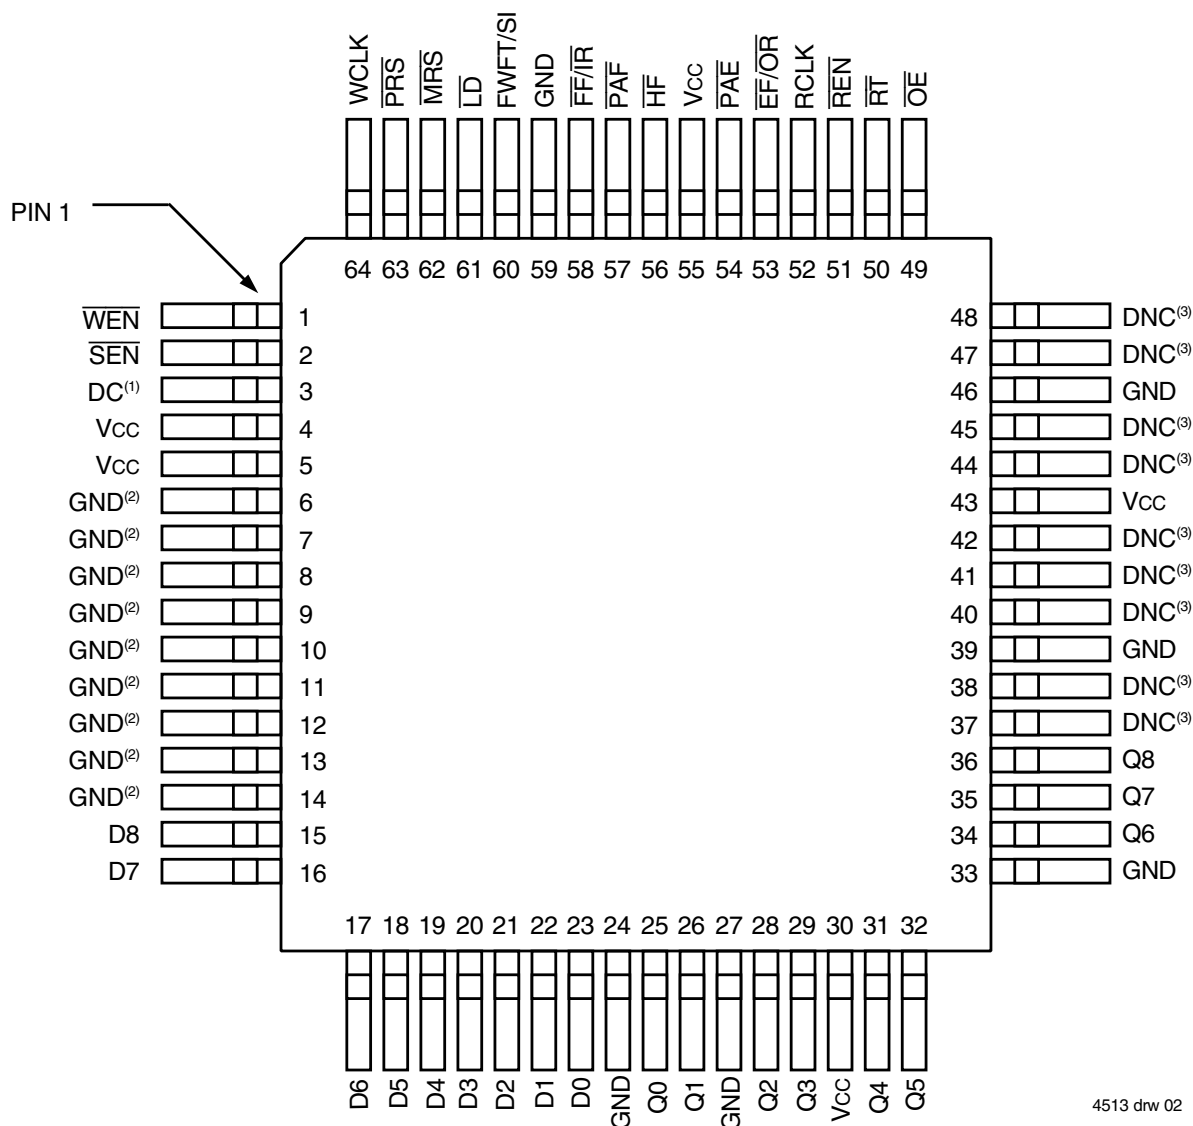 WCLK
PRS
MRS
LD
FWFT/SI
GND
FF/IR
PAF
HF
VCC
PAE
EF/OR
RCLK
REN
RT
OE
PIN 1
64 63 62 61 60 59 58 57 56 55 54 53 52 51 50 49
WEN 1
SEN 2
DC(1) 3
VCC 4
VCC 5
GND(2) 6
GND(2) 7
GND(2) 8
GND(2) 9
GND(2) 10
GND(2) 11
GND(2) 12
GND(2) 13
GND(2) 14
D8 15
D7 16
48 DNC(3)
47 DNC(3)
46 GND
45 DNC(3)
44 DNC(3)
43 VCC
42 DNC(3)
41 DNC(3)
40 DNC(3)
39 GND
38 DNC(3)
37 DNC(3)
36 Q8
35 Q7
34 Q6
33 GND
17 18 19 20 21 22 23 24 25 26 27 28 29 30 31 32
D6
D5
D4
D3
D2
D1
D0
GND
Q0
Q1
GND
Q2
Q3
VCC
Q4
Q5
4513 drw 02